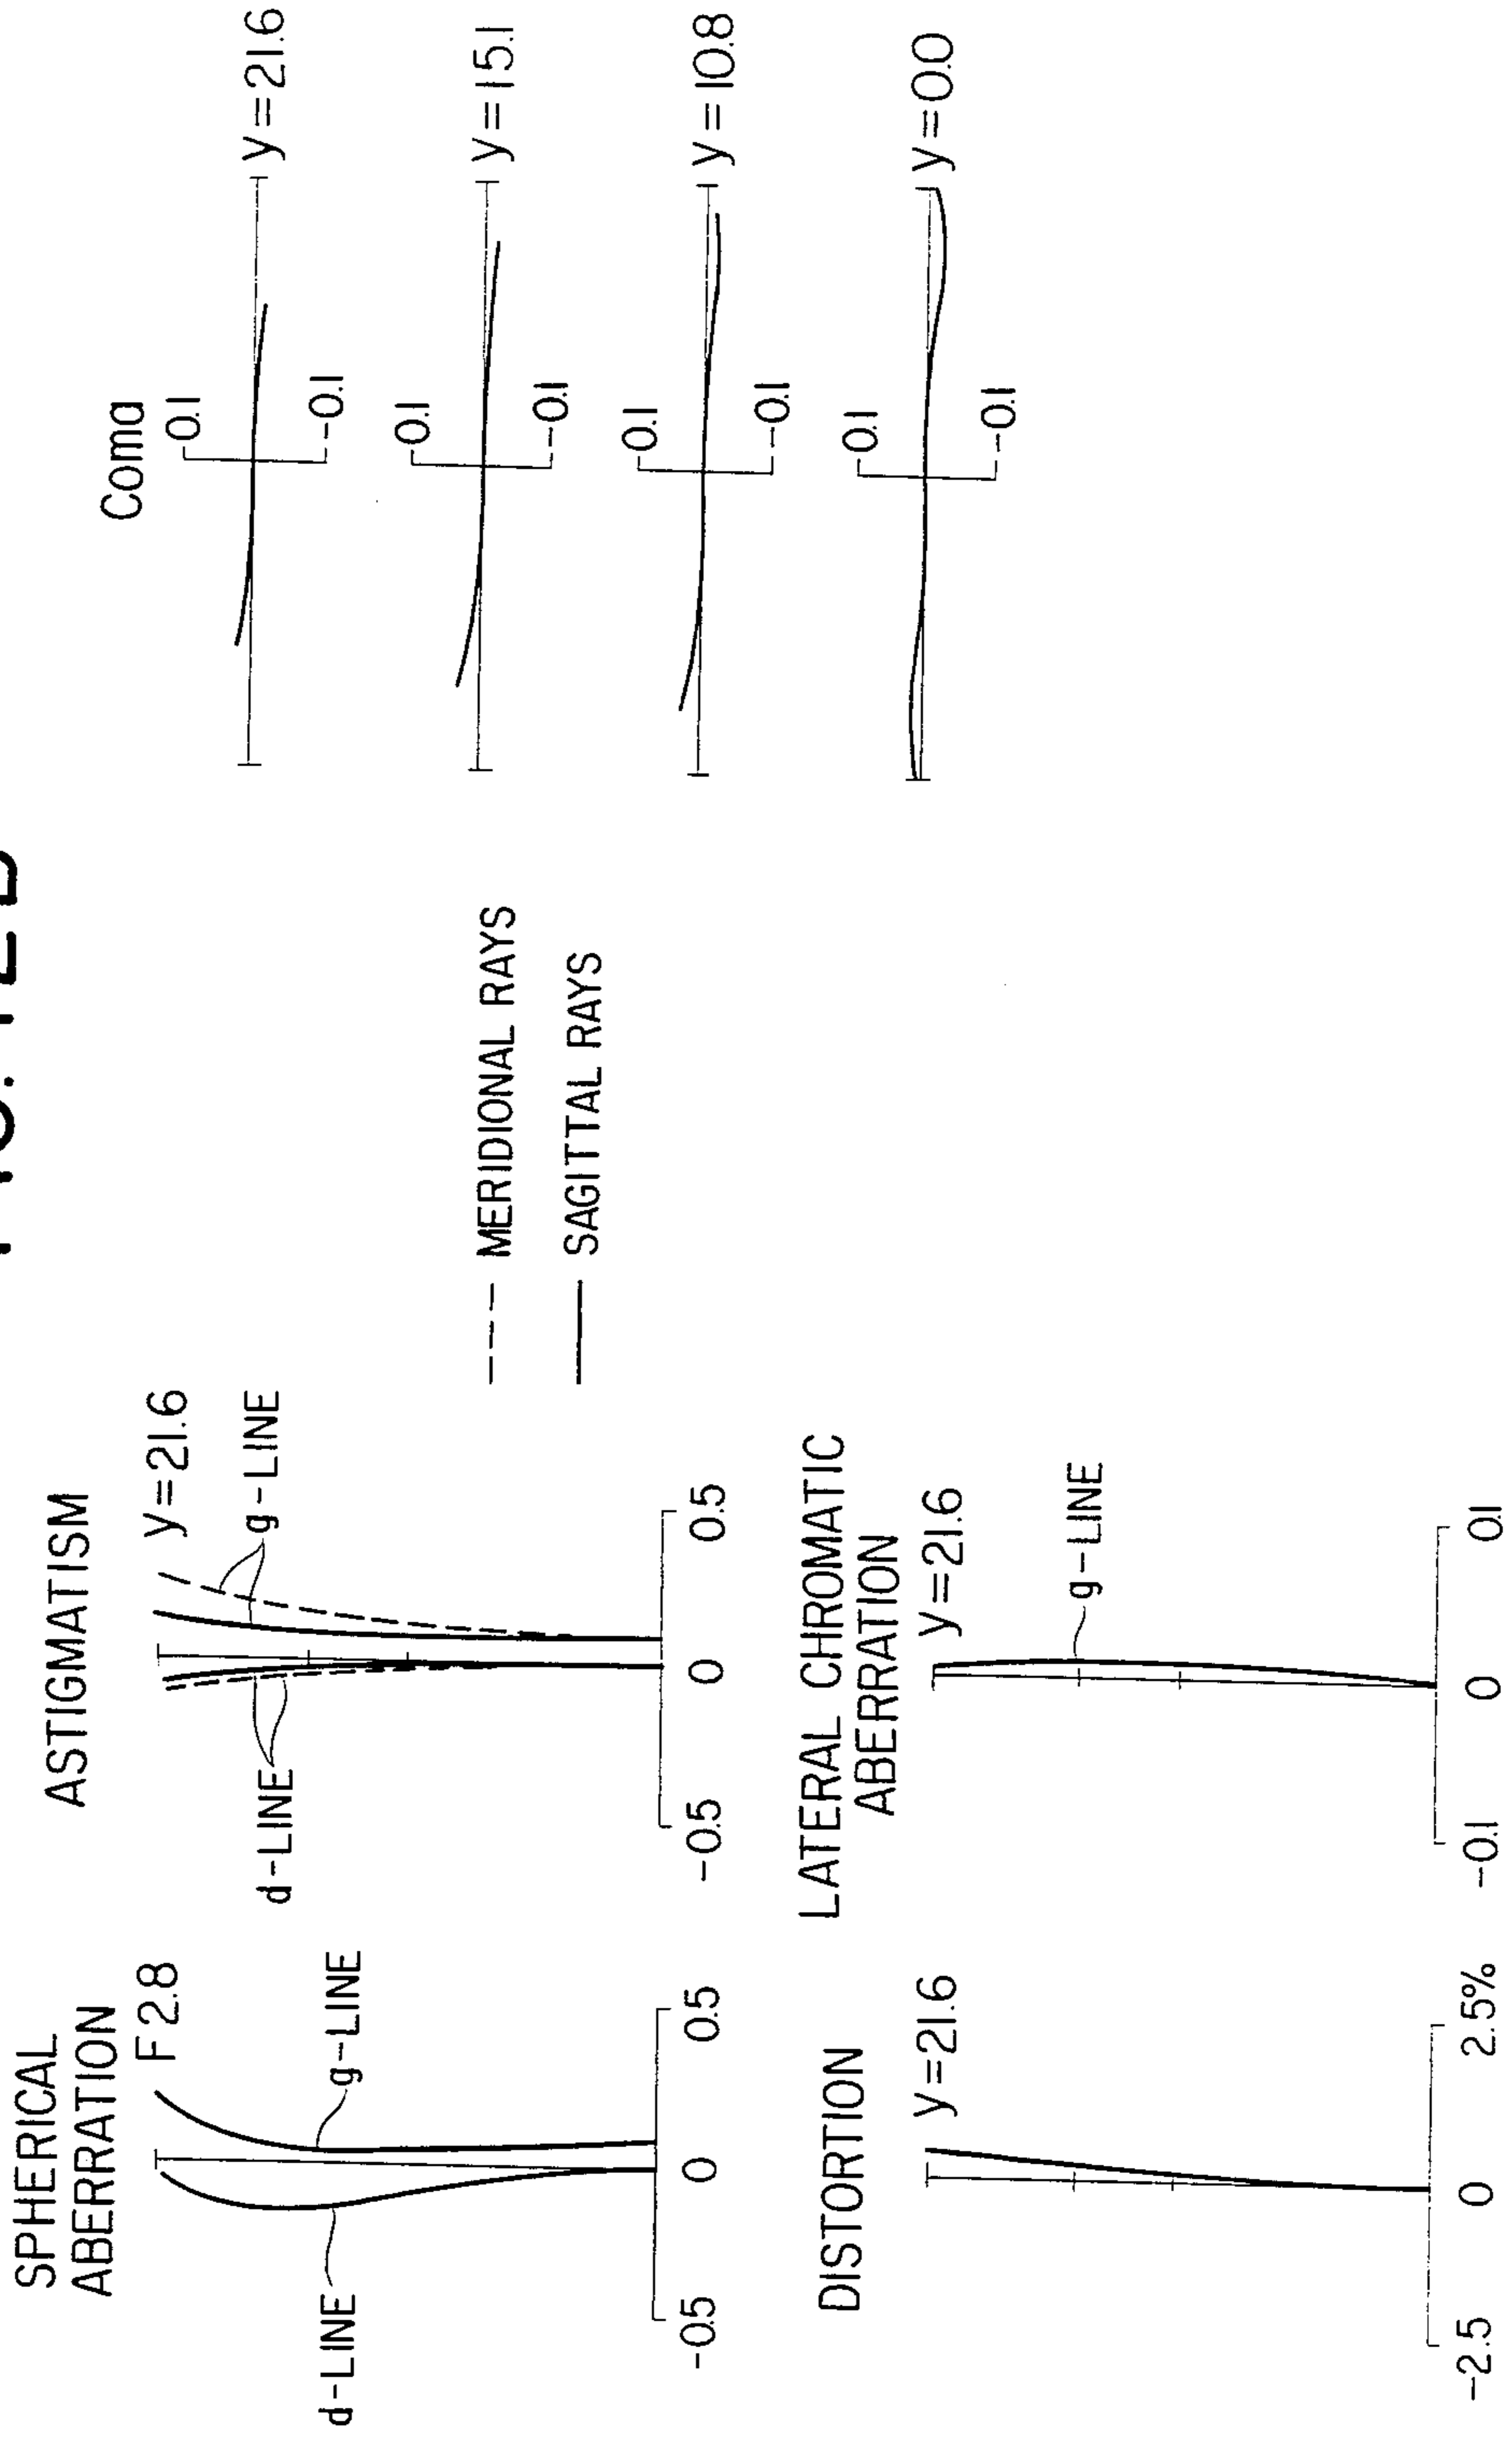 SPHERICAL
ABERRATION
F 2.8
g-LINE
d-LINE
-0.5 0 0.5
ASTIGMATISM
y=21.6
g-LINE
d-LINE
-0.5 0 0.5
--- MERIDIONAL RAYS
— SAGITTAL RAYS
DISTORTION
y=21.6
-2.5 0 2.5%
LATERAL CHROMATIC
ABERRATION
y=21.6
g-LINE
-0.1 0 0.1
Coma
0.1
y=21.6
-0.1
0.1
y=15.1
-0.1
0.1
y=10.8
-0.1
0.1
y=0.0
-0.1